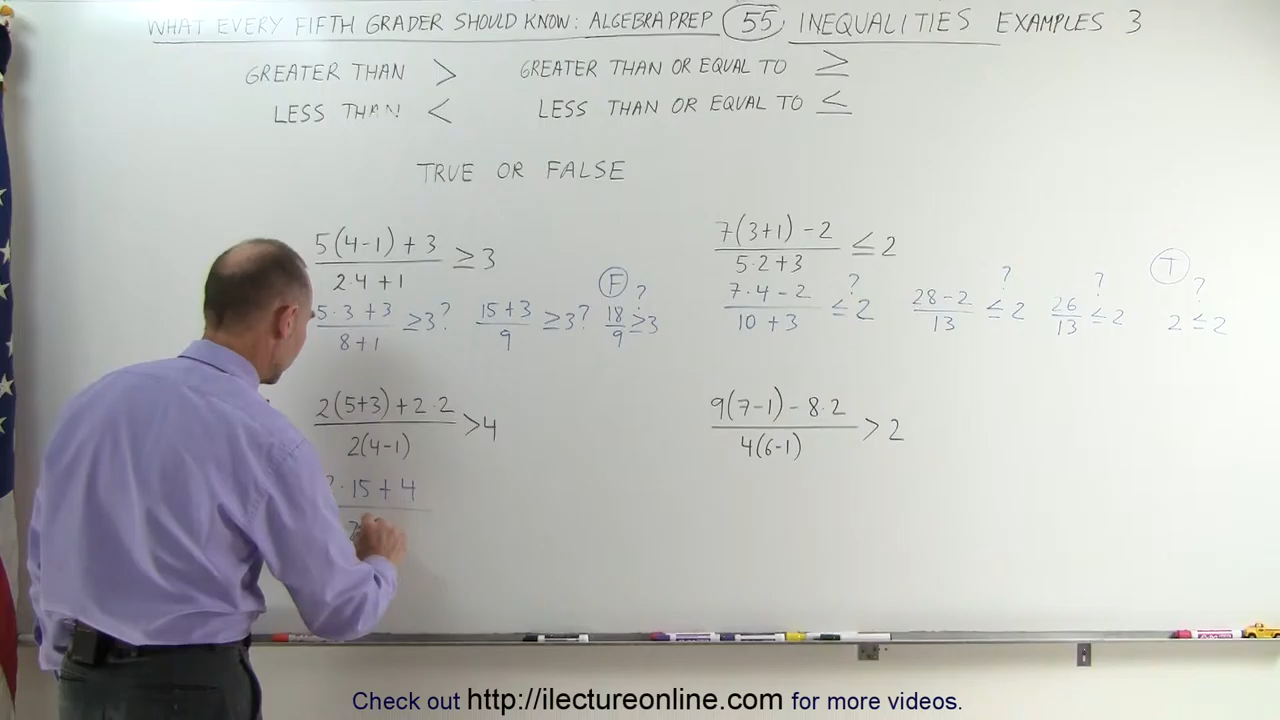 WHAT EVERY FIFTH GRADER SHOULD KNOW: ALGEBRA PREP 55 INEQUALITIES EXAMPLES 3
GREATER THAN > GREATER THAN OR EQUAL TO ≥
LESS THAN < LESS THAN OR EQUAL TO ≤
TRUE OR FALSE
5(4-1) + 3
2·4 + 1
≥ 3
F
5·3 + 3
8 + 1
≥ 3?
15 + 3
9
≥ 3?
18
9
≥ 3
?
7(3+1) - 2
5·2 + 3
≤ 2
7·4 - 2
10 + 3
≤ 2
?
28 - 2
13
≤ 2
?
26
13
≤ 2
?
T
2 ≤ 2
?
2(5+3) + 2·2
2(4-1)
> 4
· 15 + 4
9(7-1) - 8·2
4(6-1)
> 2
Check out http://ilectureonline.com for more videos.